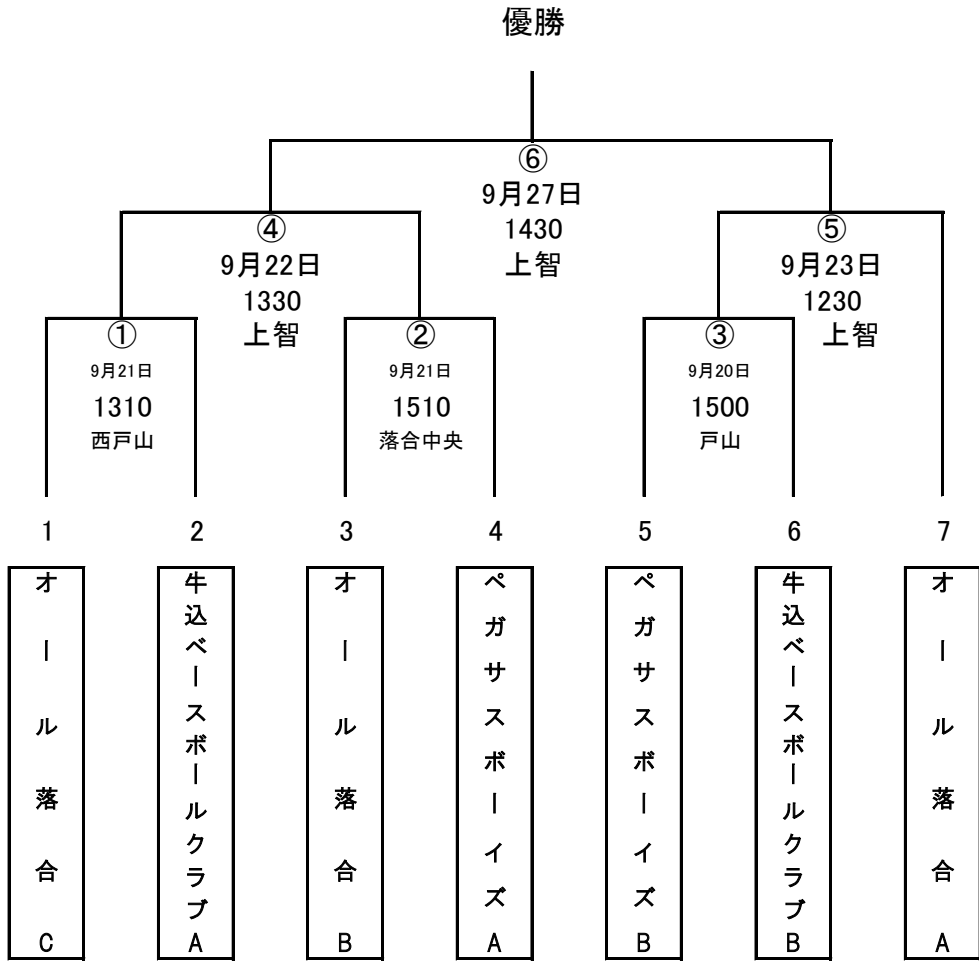 優勝
⑥
9月27日
1430
上智
④
9月22日
1330
上智
⑤
9月23日
1230
上智
①
9月21日
1310
西戸山
②
9月21日
1510
落合中央
③
9月20日
1500
戸山
1
2
3
4
5
6
7
オール落合C
牛込ベースボールクラブA
オール落合B
ペガサスボーイズA
ペガサスボーイズB
牛込ベースボールクラブB
オール落合A